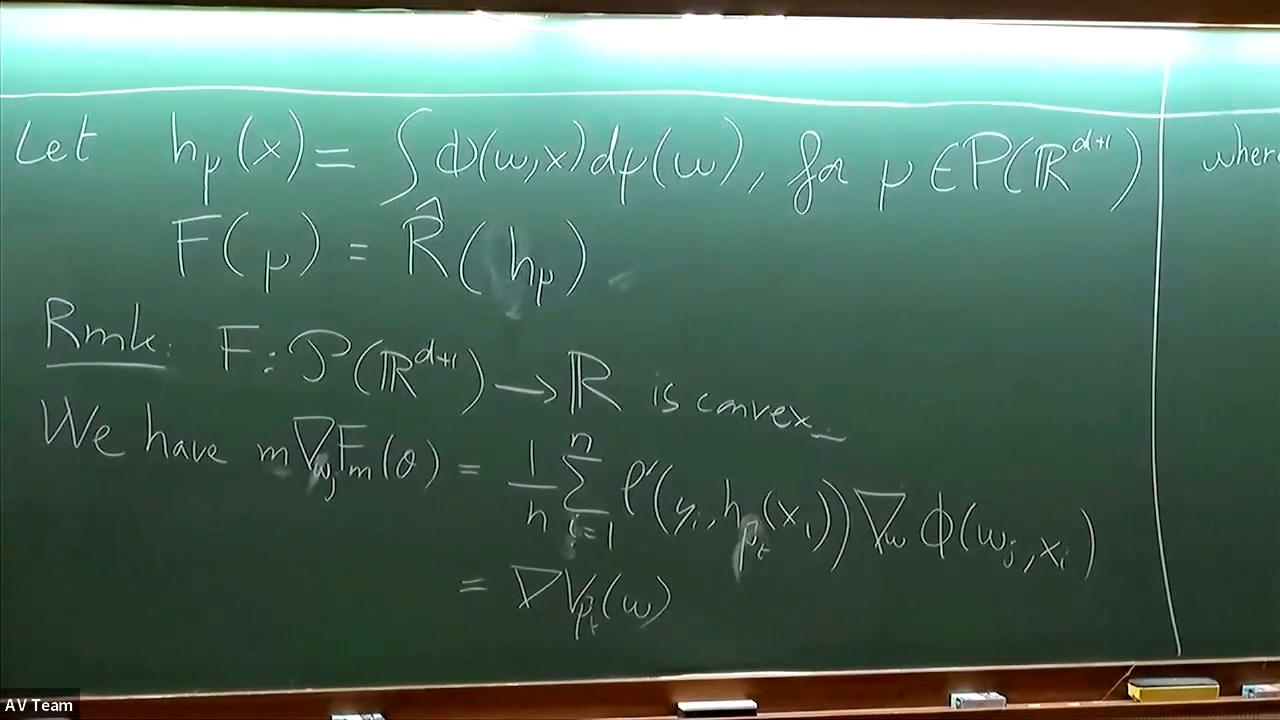 Let h_μ(x) = ∫ Φ(w,x)dμ(w), for μ ∈ P(ℝ^{d+1})
where
F(μ) = R̂(h_μ)
Rmk: F: P(ℝ^{d+1}) → ℝ is convex
We have m∇_{w_j}F_m(θ) = 1/n ∑_{i=1}^{n} ℓ'(y_i, h_{μ_t}(x_i))∇_w Φ(w_j, x_i)
= ∇V_{μ_t}(w)
AV Team